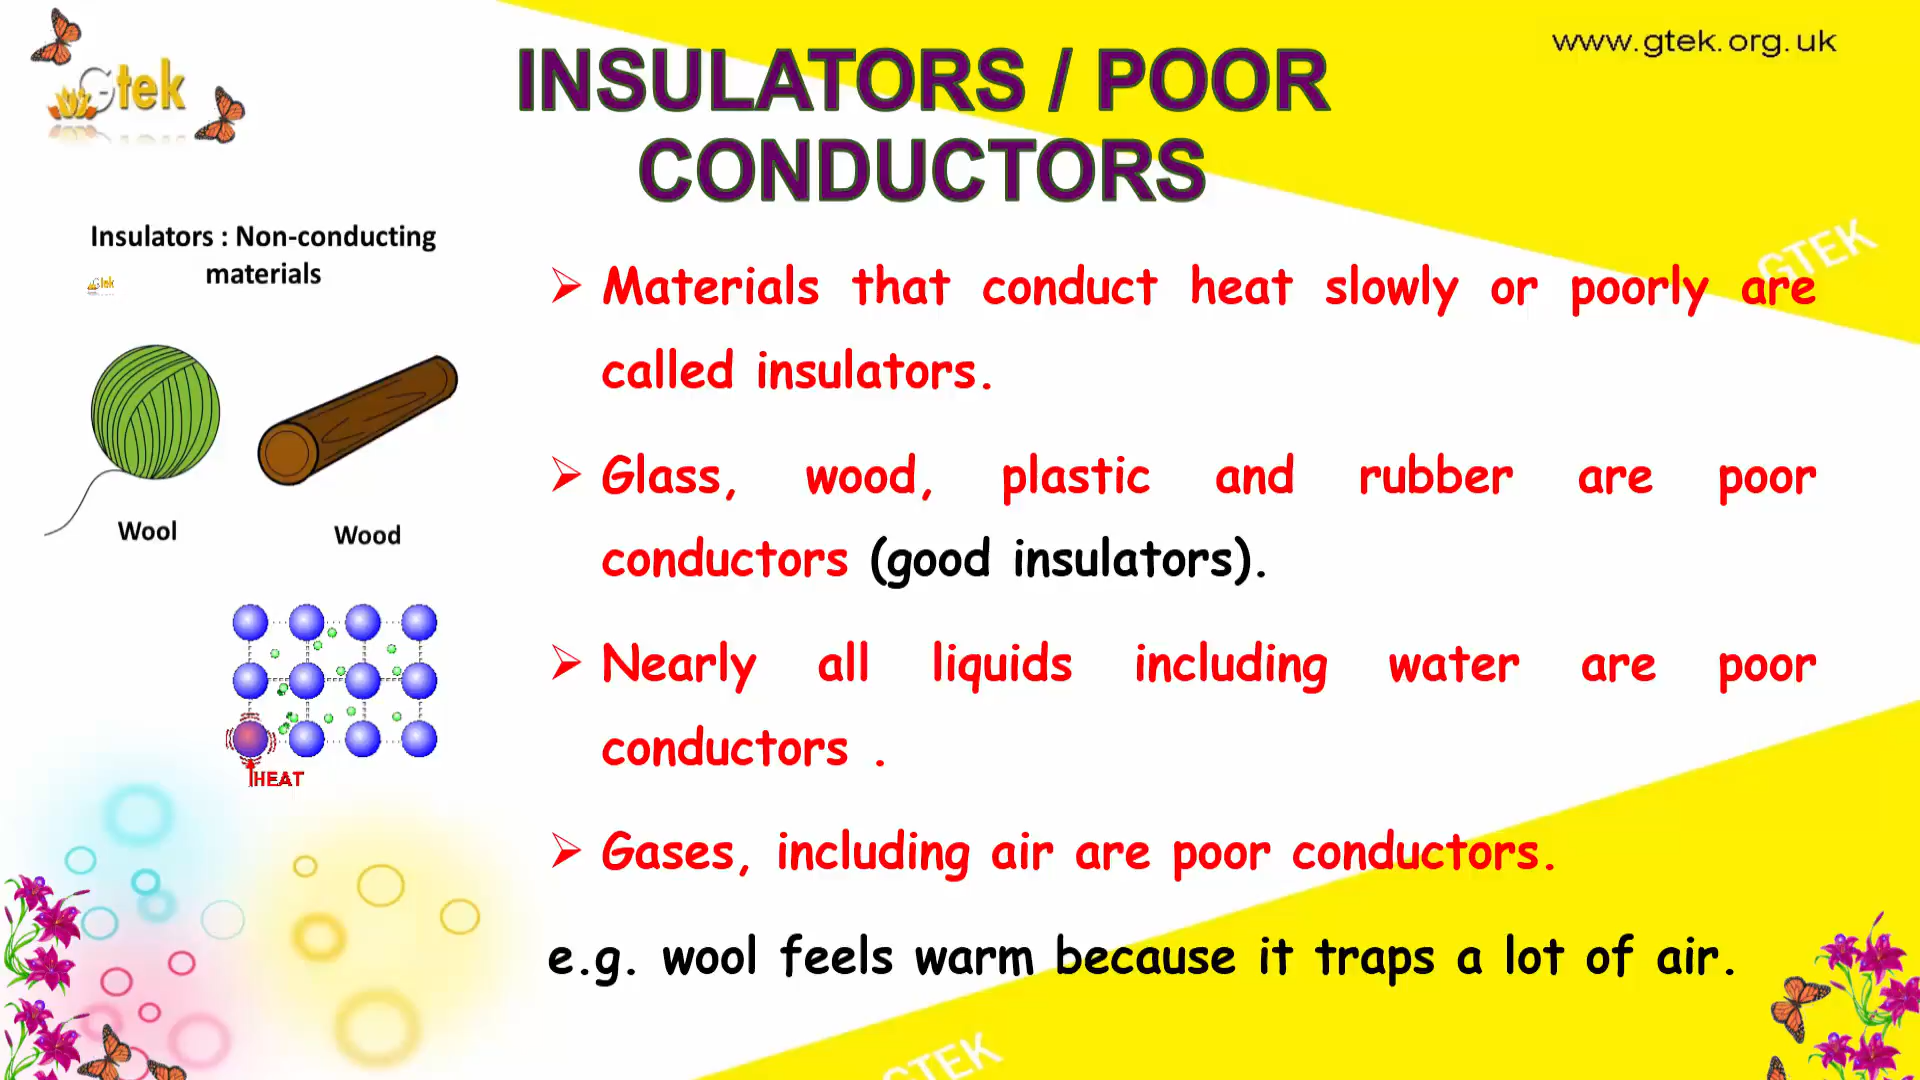 Gtek
www.gtek.org.uk
INSULATORS / POOR
CONDUCTORS
Insulators : Non-conducting
materials
Gtek
Wool
Wood
HEAT
GTEK
➢ Materials that conduct heat slowly or poorly are
called insulators.
➢ Glass, wood, plastic and rubber are poor
conductors (good insulators).
➢ Nearly all liquids including water are poor
conductors .
➢ Gases, including air are poor conductors.
e.g. wool feels warm because it traps a lot of air.
GTEK